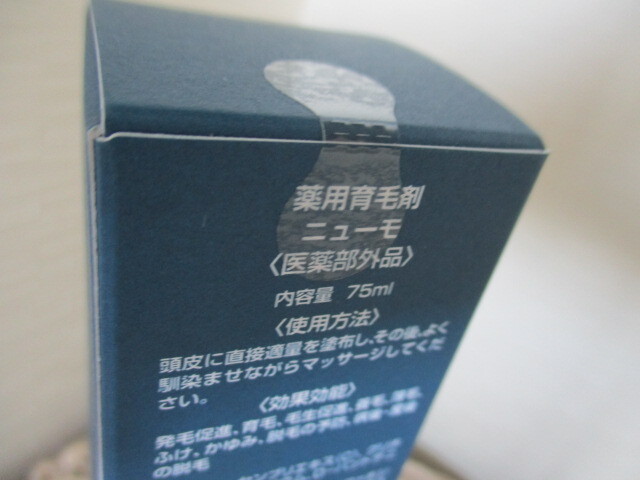 薬用育毛剤
ニューモ
〈医薬部外品〉
内容量 75ml
〈使用方法〉
頭皮に直接適量を塗布し、その後、よく
馴染ませながらマッサージしてくだ
さい。
〈効果効能〉
発毛促進、育毛、毛生促進、養毛、薄毛、
ふけ、かゆみ、脱毛の予防、病後・産後
の脱毛